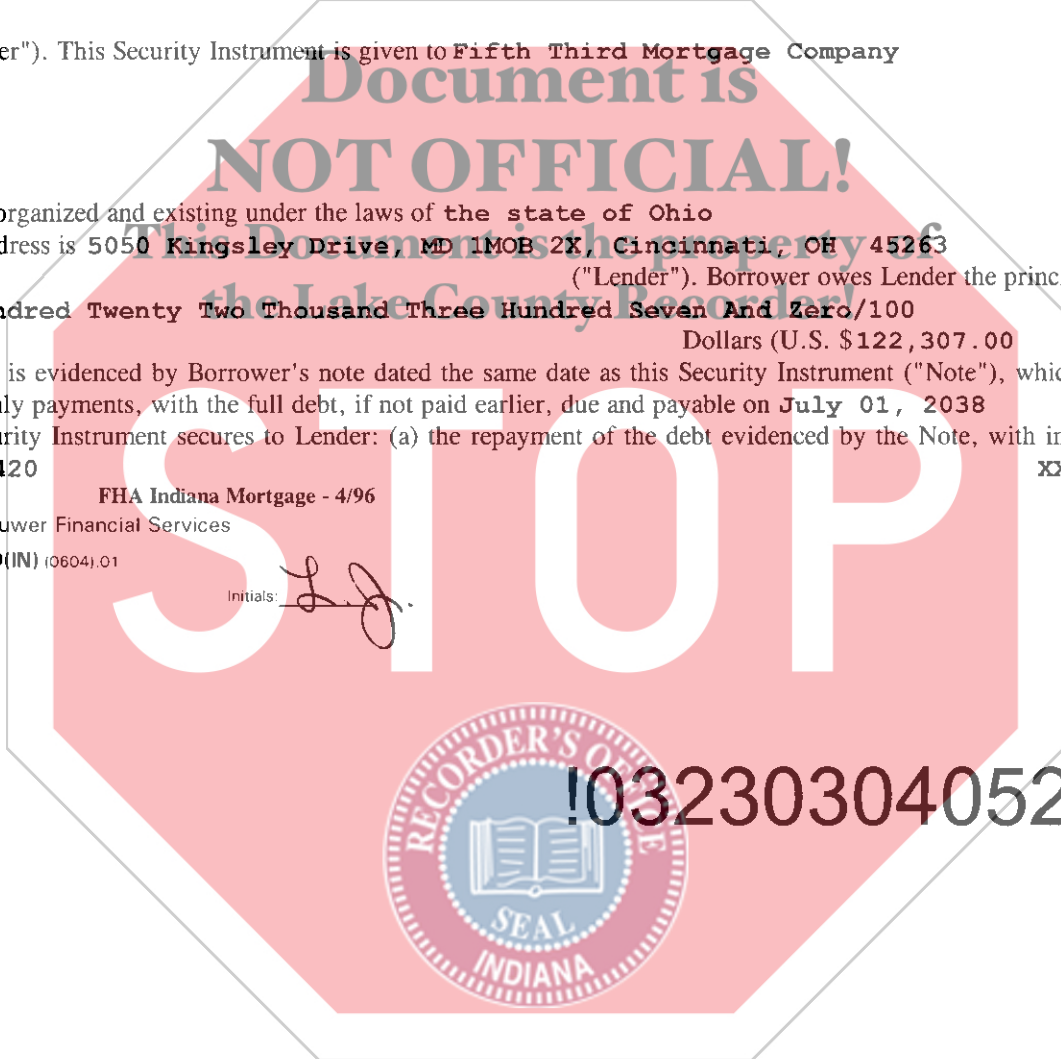 er"). This Security Instrument is given to Fifth Third Mortgage Company
Document is
NOT OFFICIAL!
organized and existing under the laws of the state of Ohio
dress is 5050 Kingsley Drive, MD 1MOB 2X, Cincinnati, OH 45263
This Document is the property of
("Lender"). Borrower owes Lender the princ
the Lake County Recorder!
ndred Twenty Two Thousand Three Hundred Seven And Zero/100
Dollars (U.S. $122,307.00
is evidenced by Borrower's note dated the same date as this Security Instrument ("Note"), whic
ly payments, with the full debt, if not paid earlier, due and payable on July 01, 2038
rity Instrument secures to Lender: (a) the repayment of the debt evidenced by the Note, with in
420 XX
FHA Indiana Mortgage - 4/96
uwer Financial Services
(IN) (0604).01
Initials: L.J.
STOP
!03230304052
RECORDER'S OFFICE
SEAL
INDIANA